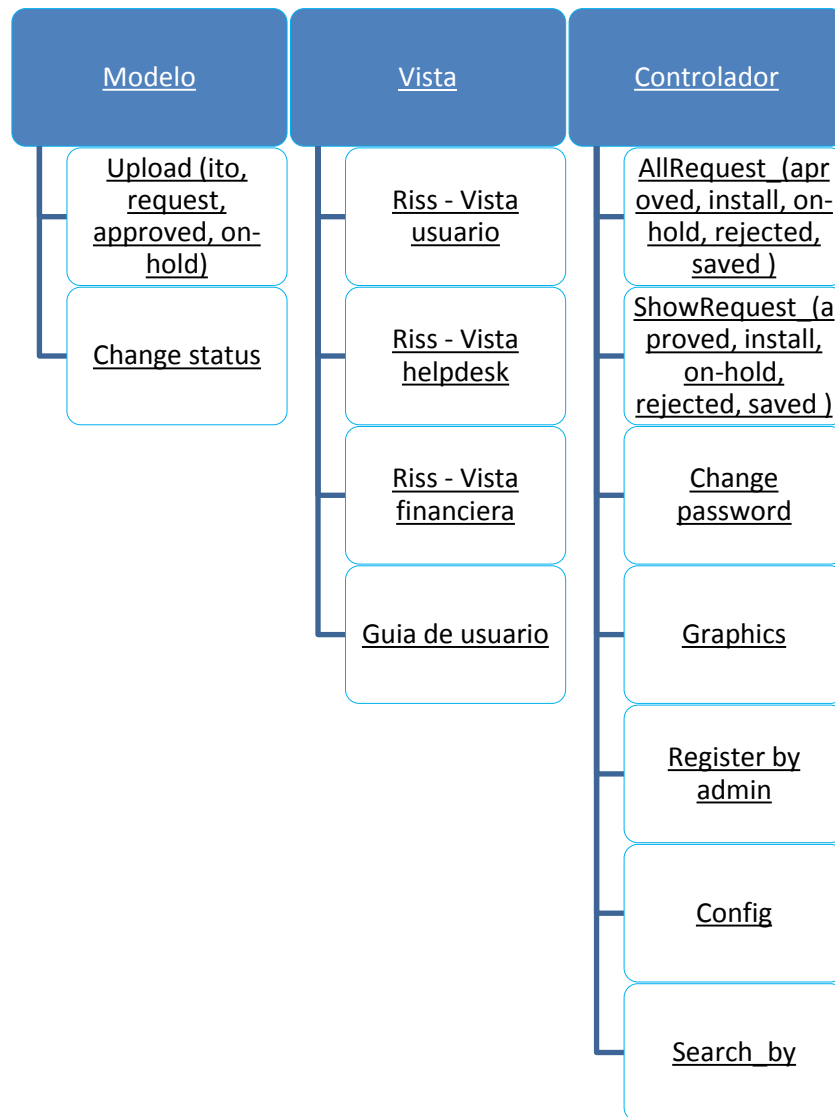 Modelo
Upload (ito,
request,
approved, on-
hold)
Change status
Vista
Riss - Vista
usuario
Riss - Vista
helpdesk
Riss - Vista
financiera
Guia de usuario
Controlador
AllRequest_(apr
oved, install, on-
hold, rejected,
saved )
ShowRequest_(a
proved, install,
on-hold,
rejected, saved )
Change
password
Graphics
Register by
admin
Config
Search_by